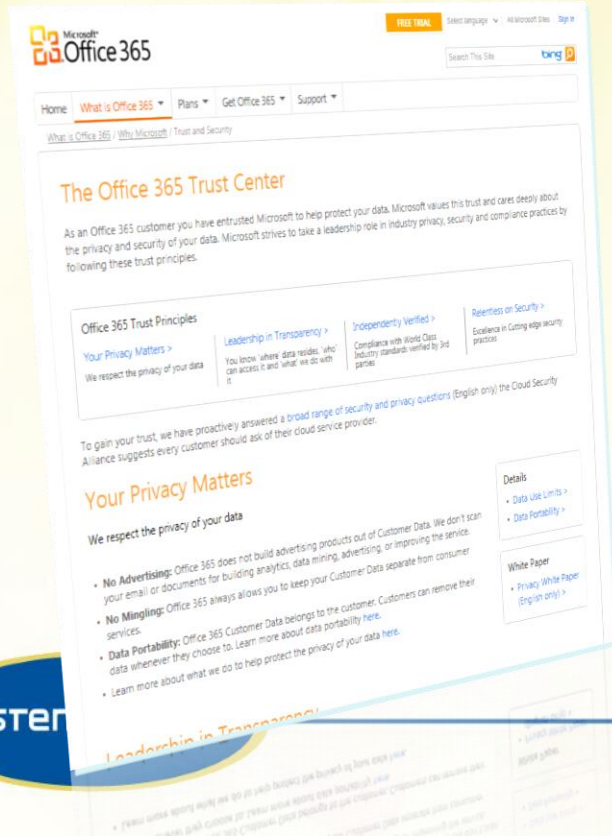 FREE TRIAL Select language All Microsoft Sites Sign in
Microsoft®
Office 365
Search This Site bing
Home What is Office 365 Plans Get Office 365 Support
What is Office 365 / Why Microsoft / Trust and Security
The Office 365 Trust Center
As an Office 365 customer you have entrusted Microsoft to help protect your data. Microsoft values this trust and cares deeply about
the privacy and security of your data. Microsoft strives to take a leadership role in industry privacy, security and compliance practices by
following these trust principles.
Office 365 Trust Principles
Your Privacy Matters >
We respect the privacy of your data
Leadership in Transparency >
You know 'where' data resides, 'who'
can access it and 'what' we do with
it
Independently Verified >
Compliance with World Class
Industry standards verified by 3rd
parties
Relentless on Security >
Excellence in Cutting edge security
practices
To gain your trust, we have proactively answered a broad range of security and privacy questions (English only) the Cloud Security
Alliance suggests every customer should ask of their cloud service provider.
Your Privacy Matters
We respect the privacy of your data
• No Advertising: Office 365 does not build advertising products out of Customer Data. We don't scan
your email or documents for building analytics, data mining, advertising, or improving the service.
• No Mingling: Office 365 always allows you to keep your Customer Data separate from consumer
services.
• Data Portability: Office 365 Customer Data belongs to the customer. Customers can remove their
data whenever they choose to. Learn more about data portability here.
• Learn more about what we do to help protect the privacy of your data here.
Details
• Data Use Limits >
• Data Portability >
White Paper
• Privacy White Paper
(English only) >
Leadership in Transparency